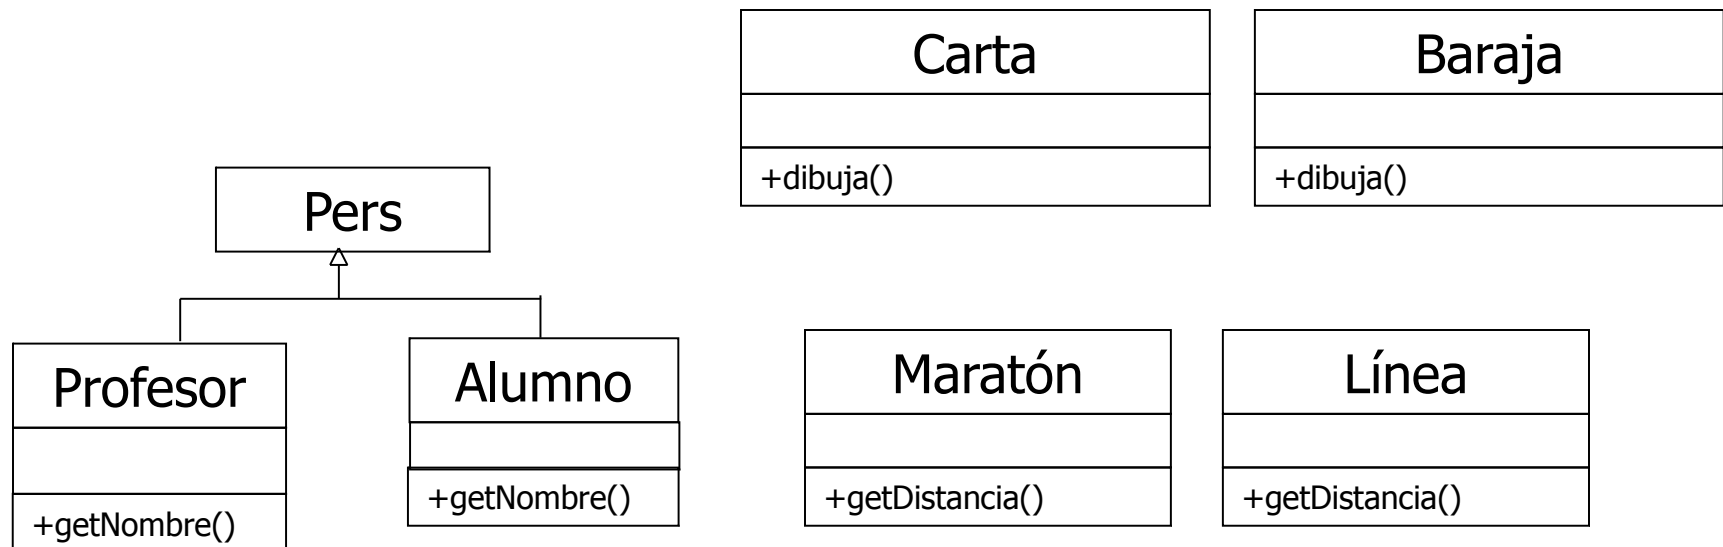 Carta
+dibuja()
Baraja
+dibuja()
Pers
Profesor
+getNombre()
Alumno
+getNombre()
Maratón
+getDistancia()
Línea
+getDistancia()